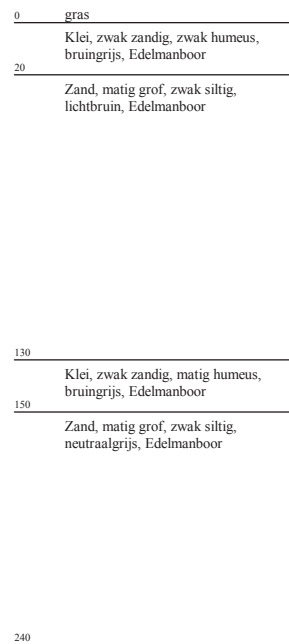 0 gras
Klei, zwak zandig, zwak humeus,
bruingrijs, Edelmanboor
20
Zand, matig grof, zwak siltig,
lichtbruin, Edelmanboor
130
Klei, zwak zandig, matig humeus,
bruingrijs, Edelmanboor
150
Zand, matig grof, zwak siltig,
neutraalgrijs, Edelmanboor
240